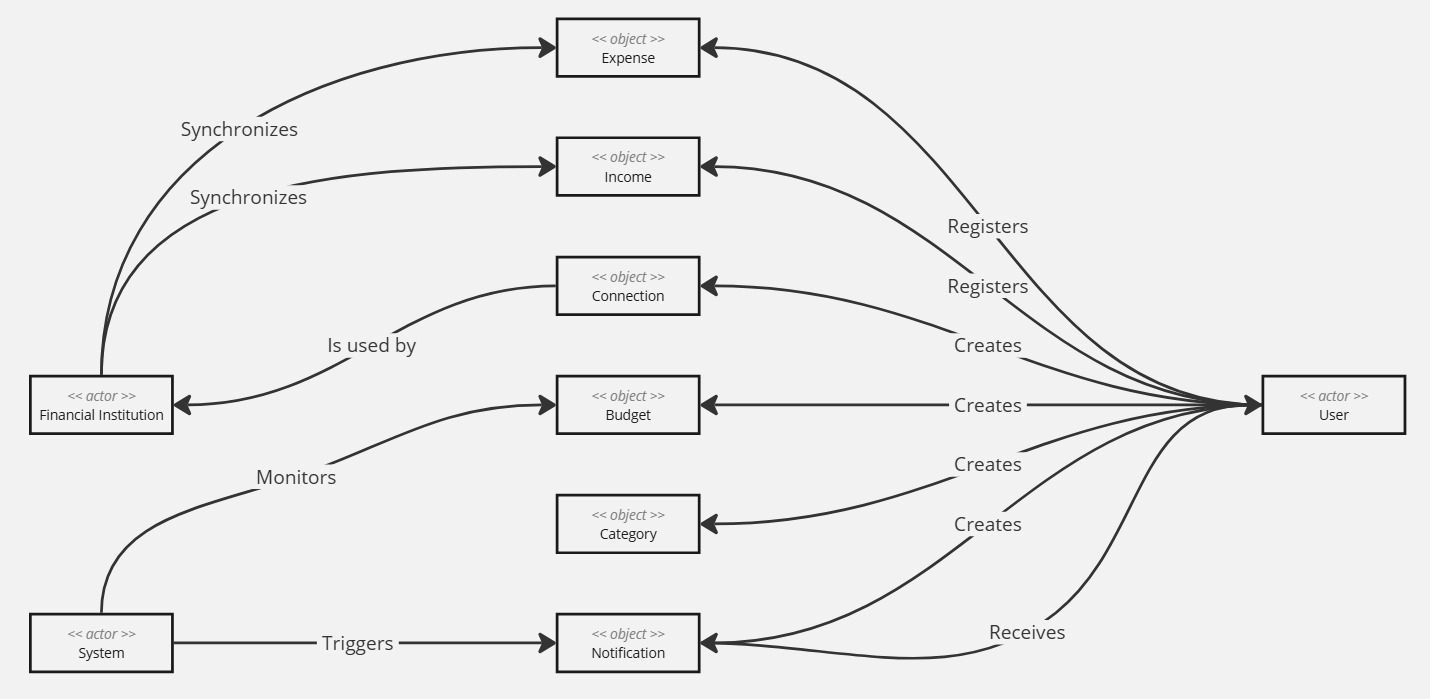 << object >>
Expense
Synchronizes
<< object >>
Income
Synchronizes
Registers
<< object >>
Connection
Registers
Is used by
Creates
<< actor >>
Financial Institution
<< object >>
Budget
Creates
<< actor >>
User
Monitors
Creates
<< object >>
Category
Creates
<< actor >>
System
Triggers
<< object >>
Notification
Receives